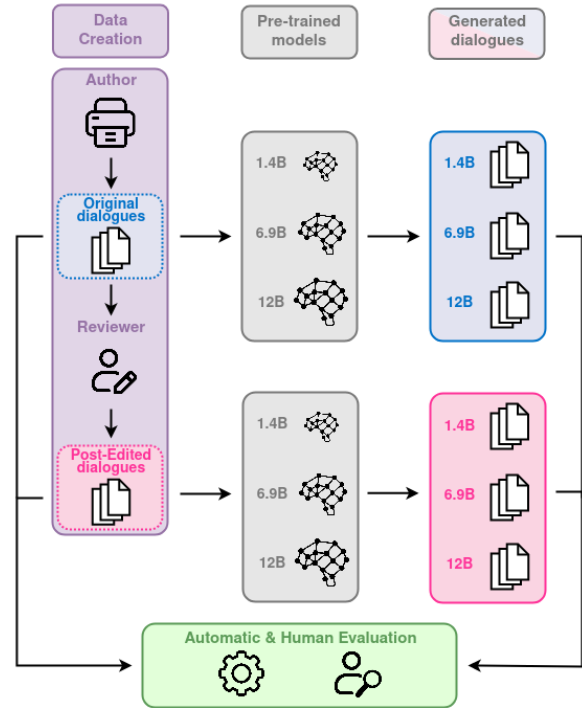 Data
Creation
Pre-trained
models
Generated
dialogues
Author
Original
dialogues
Reviewer
Post-Edited
dialogues
1.4B
6.9B
12B
1.4B
6.9B
12B
1.4B
6.9B
12B
1.4B
6.9B
12B
Automatic & Human Evaluation